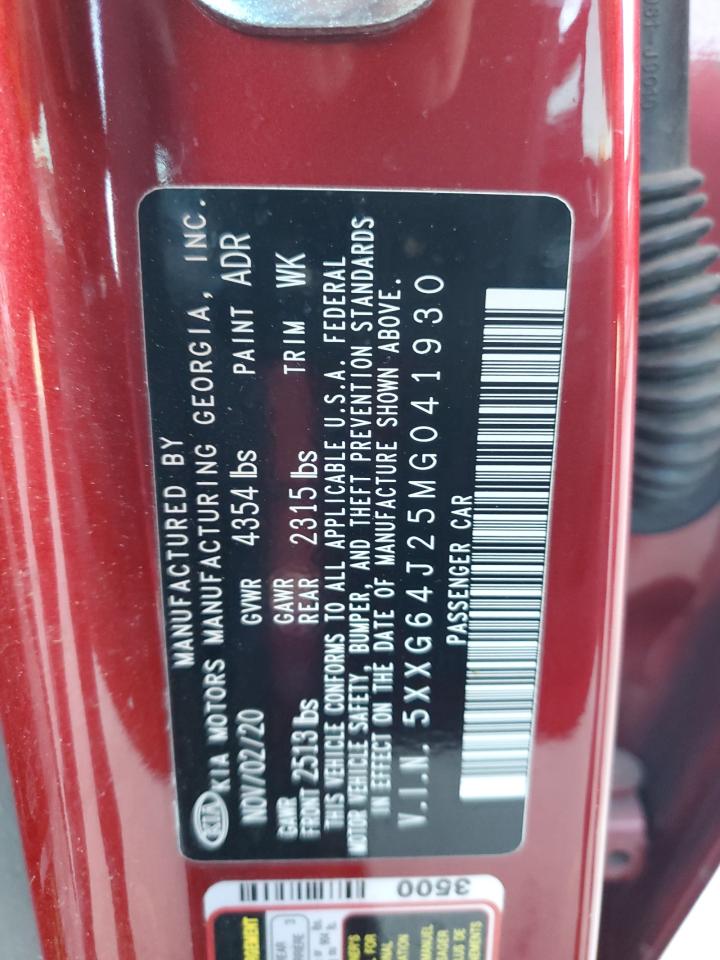 MANUFACTURED BY
KIA KIA MOTORS MANUFACTURING GEORGIA, INC.
NOV/02/20 GVWR 4354 lbs PAINT ADR
GAWR FRONT 2513 lbs GAWR REAR 2315 lbs TRIM WK
THIS VEHICLE CONFORMS TO ALL APPLICABLE U.S.A. FEDERAL
MOTOR VEHICLE SAFETY, BUMPER, AND THEFT PREVENTION STANDARDS
IN EFFECT ON THE DATE OF MANUFACTURE SHOWN ABOVE.
V.I.N. 5XXG64J25MG041930
PASSENGER CAR
3500